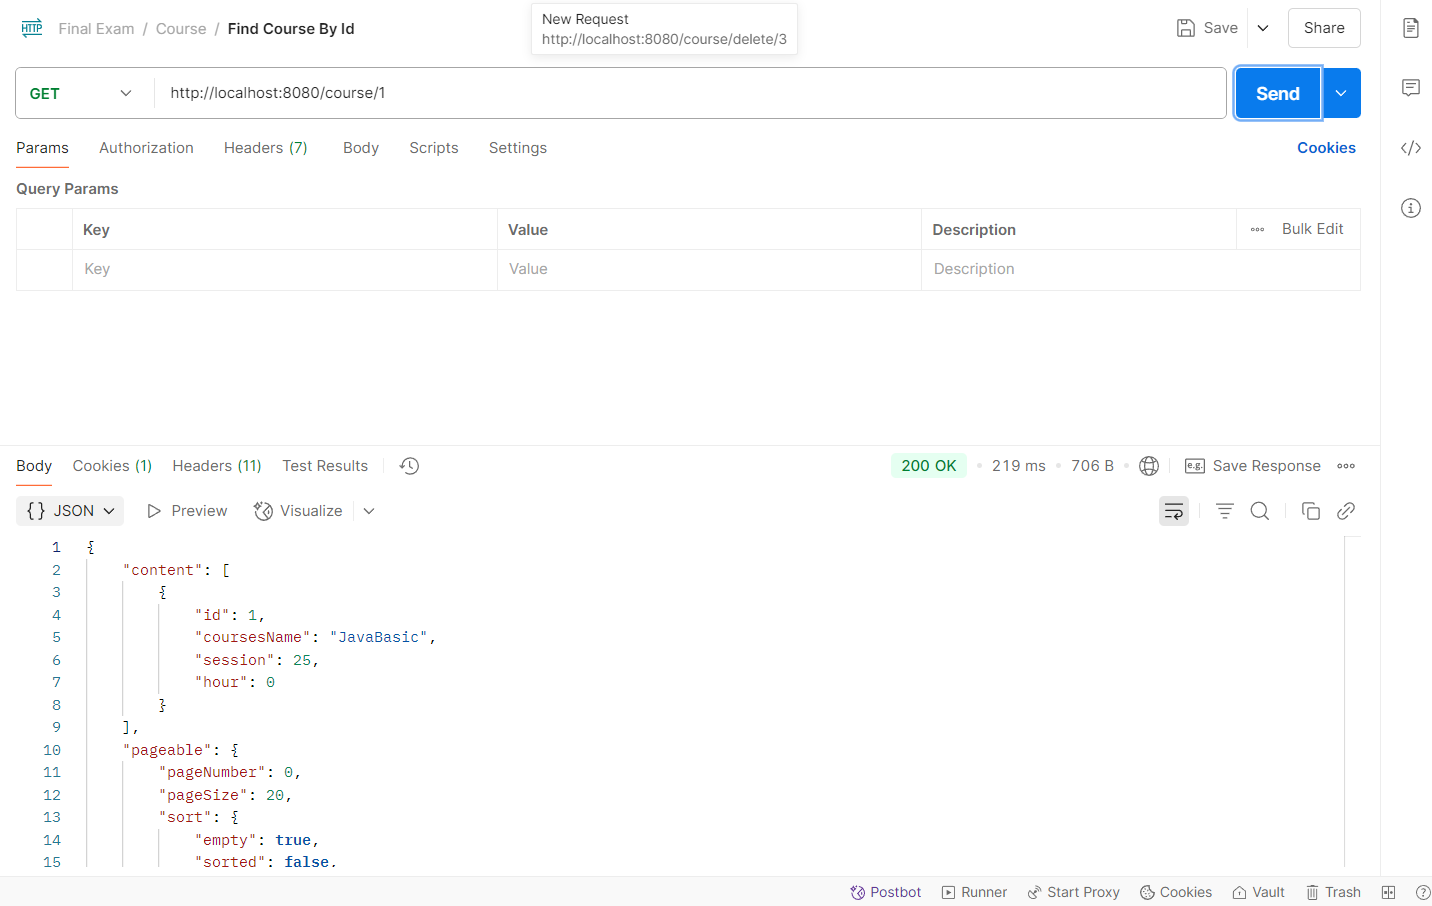 HTTP Final Exam / Course / Find Course By Id
New Request
http://localhost:8080/course/delete/3
Save
Share
GET
http://localhost:8080/course/1
Send
Params Authorization Headers (7) Body Scripts Settings Cookies
Query Params
Key Value Description Bulk Edit
Key Value Description
Body Cookies (1) Headers (11) Test Results 200 OK 219 ms 706 B e.g. Save Response
{} JSON Preview Visualize
1 {
2 "content": [
3 {
4 "id": 1,
5 "coursesName": "JavaBasic",
6 "session": 25,
7 "hour": 0
8 }
9 ],
10 "pageable": {
11 "pageNumber": 0,
12 "pageSize": 20,
13 "sort": {
14 "empty": true,
15 "sorted": false,
Postbot Runner Start Proxy Cookies Vault Trash